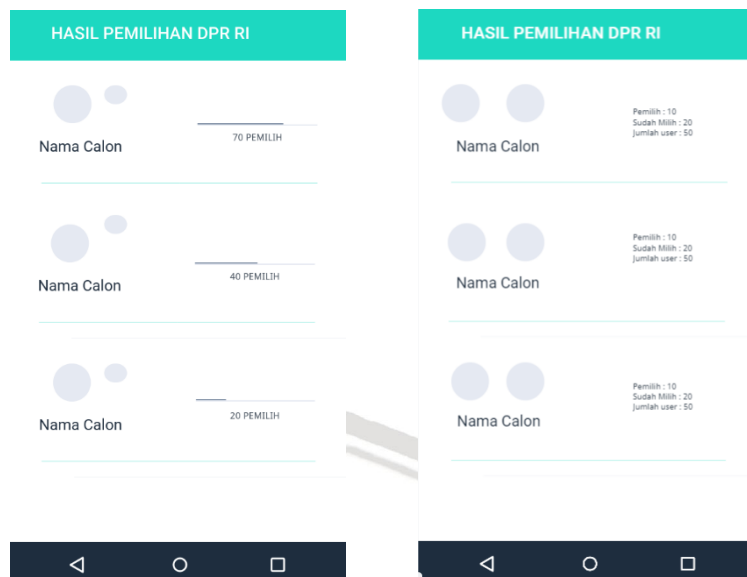 HASIL PEMILIHAN DPR RI
70 PEMILIH
Nama Calon
40 PEMILIH
Nama Calon
20 PEMILIH
Nama Calon
HASIL PEMILIHAN DPR RI
Pemilih : 10
Sudah Milih : 20
Jumlah user : 50
Nama Calon
Pemilih : 10
Sudah Milih : 20
Jumlah user : 50
Nama Calon
Pemilih : 10
Sudah Milih : 20
Jumlah user : 50
Nama Calon